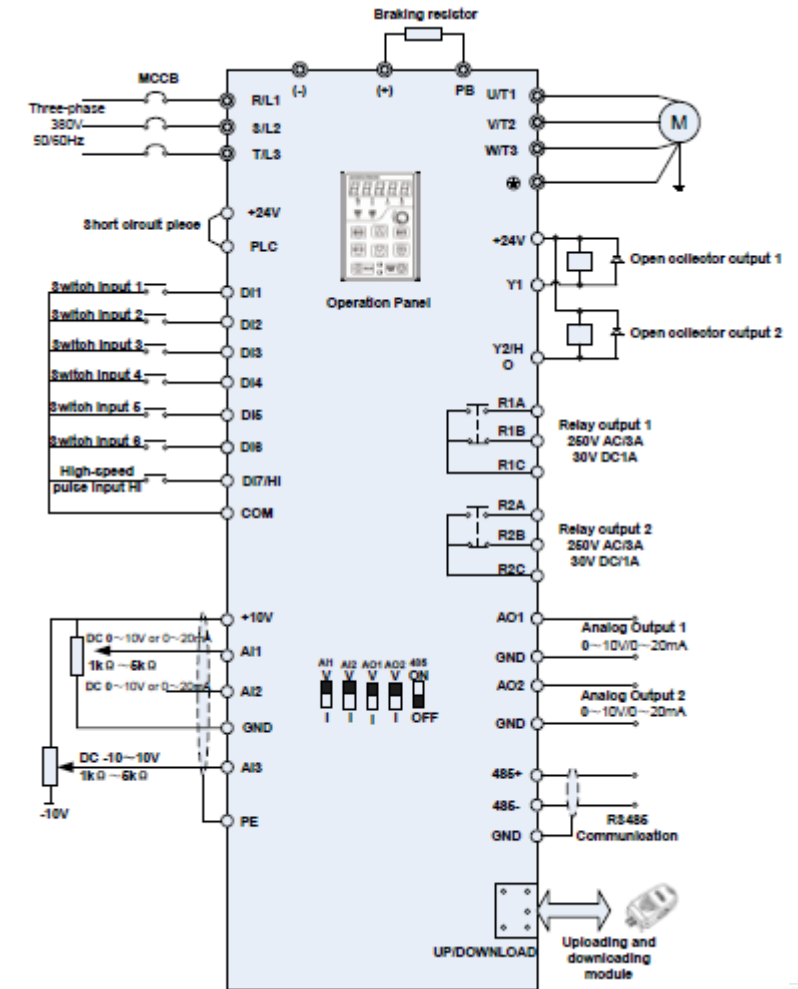 Braking resistor
MCCB
(-)
(+)
PB
Three-phase
380V
50/60Hz
R/L1
S/L2
T/L3
U/T1
V/T2
W/T3
M
Short circuit piece
+24V
PLC
Operation Panel
+24V
Y1
Open collector output 1
Y2/H
O
Open collector output 2
Switch Input 1
DI1
Switch Input 2
DI2
Switch Input 3
DI3
Switch Input 4
DI4
Switch Input 5
DI5
Switch Input 6
DI6
High-speed
pulse Input HI
DI7/HI
COM
R1A
R1B
R1C
Relay output 1
250V AC/3A
30V DC1A
R2A
R2B
R2C
Relay output 2
250V AC/3A
30V DC/1A
+10V
DC 0~10V or 0~20mA
AI1
1kΩ ~5kΩ
DC 0~10V or 0~20mA
AI2
GND
DC -10~10V
AI3
1kΩ ~5kΩ
-10V
PE
AI1 AI2 AO1 AO2 485
V V V V ON
I I I I OFF
AO1
Analog Output 1
0~10V/0~20mA
GND
AO2
Analog Output 2
0~10V/0~20mA
GND
485+
485-
GND
RS485
Communication
UP/DOWNLOAD
Uploading and
downloading
module